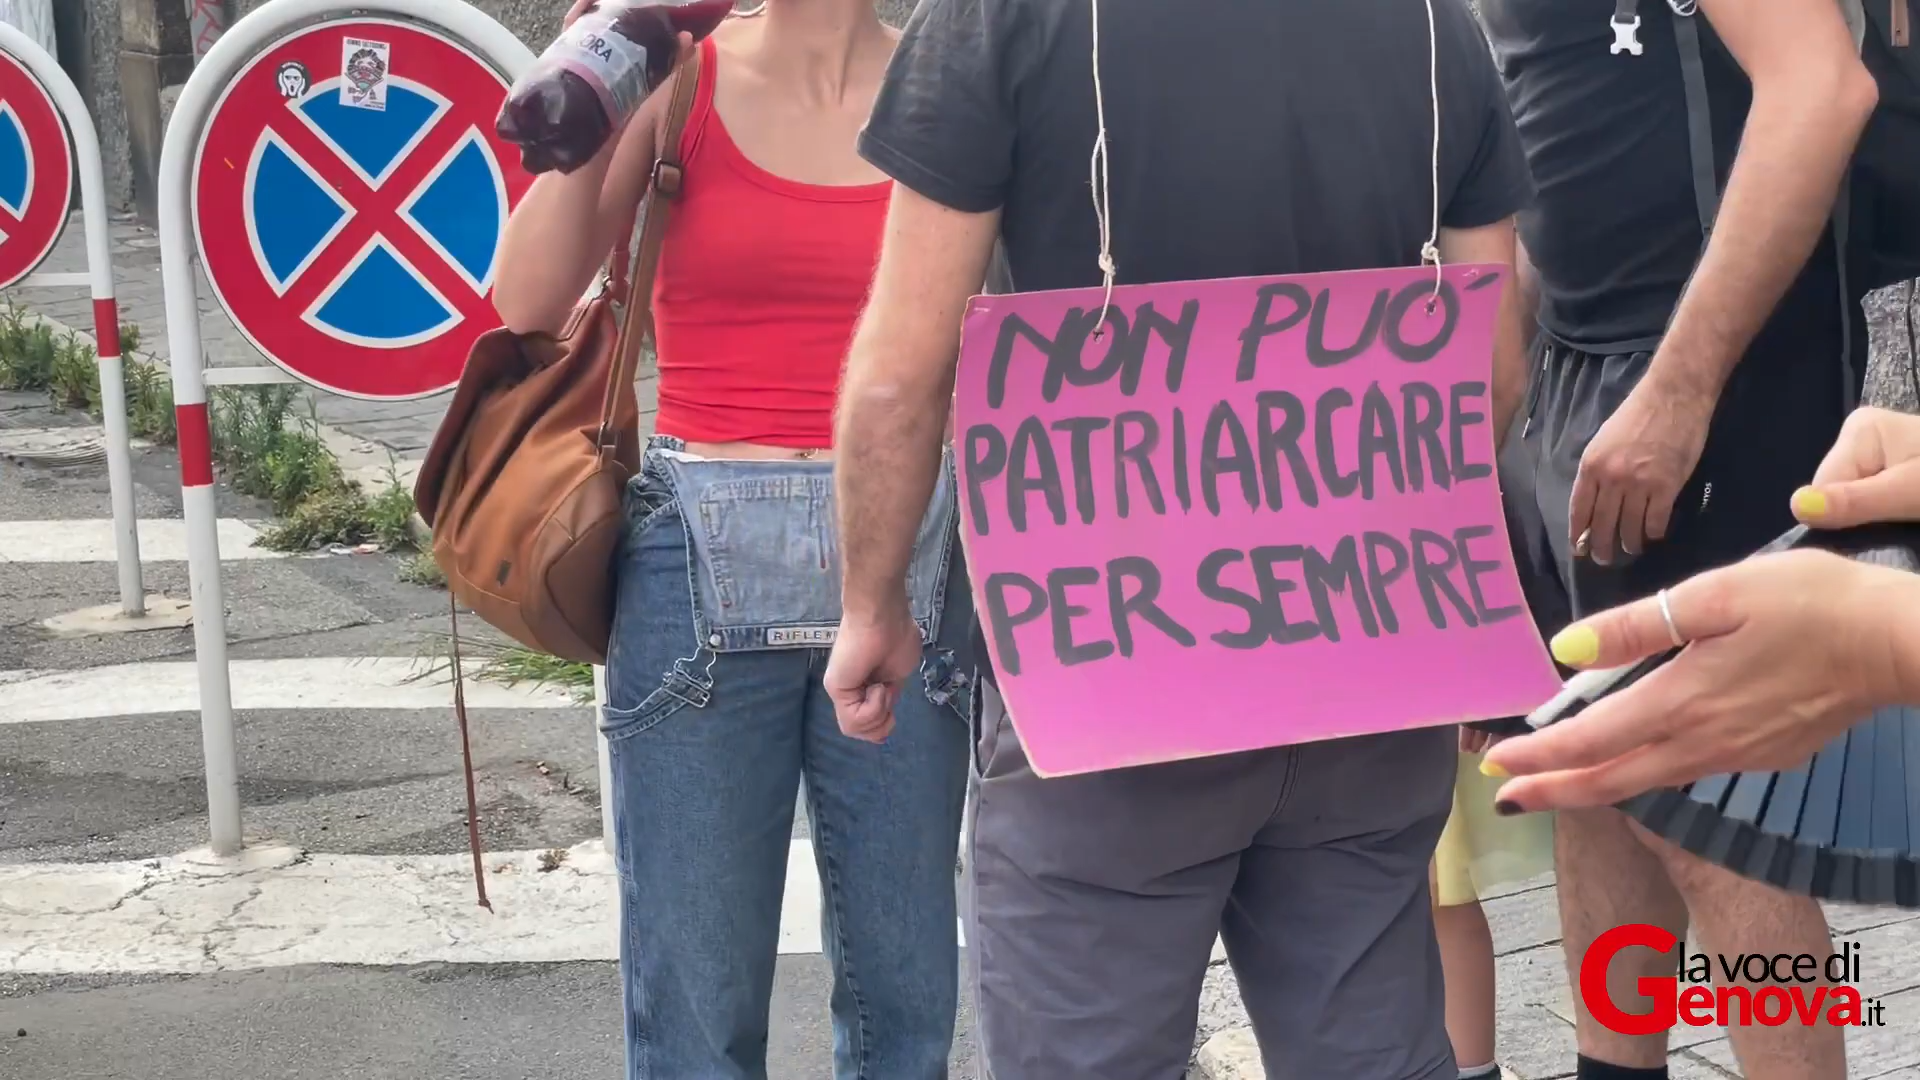 NON PUO´
PATRIARCARE
PER SEMPRE
RIFLE
la voce di
Genova.it